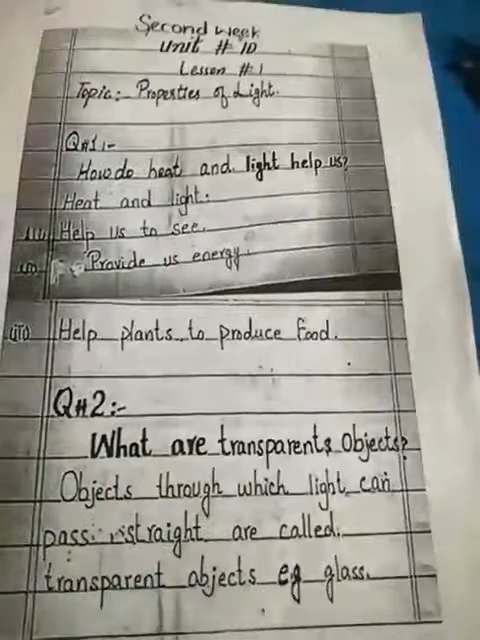 Second week
Unit # 10
Lesson # 1
Topic: Properties of Light.
Q#1:-
How do heat and light help us?
Heat and light:
(i) Help us to see.
(ii) Provide us energy.
(iii) Help plants to produce food.
Q#2:-
What are transparents Objects?
Objects through which light can
pass straight are called
transparent objects eg glass.